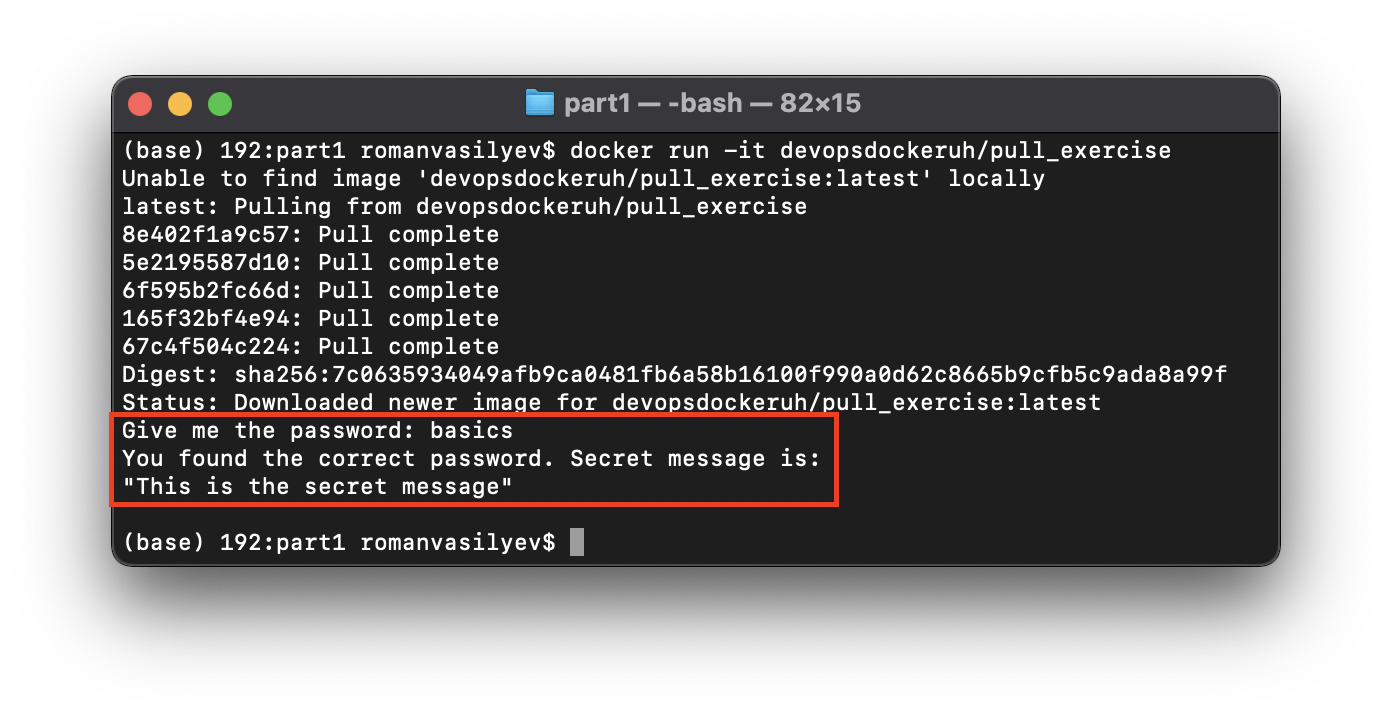 part1 — -bash — 82×15
(base) 192:part1 romanvasilyev$ docker run -it devopsdockeruh/pull_exercise
Unable to find image 'devopsdockeruh/pull_exercise:latest' locally
latest: Pulling from devopsdockeruh/pull_exercise
8e402f1a9c57: Pull complete
5e2195587d10: Pull complete
6f595b2fc66d: Pull complete
165f32bf4e94: Pull complete
67c4f504c224: Pull complete
Digest: sha256:7c0635934049afb9ca0481fb6a58b16100f990a0d62c8665b9cfb5c9ada8a99f
Status: Downloaded newer image for devopsdockeruh/pull_exercise:latest
Give me the password: basics
You found the correct password. Secret message is:
"This is the secret message"
(base) 192:part1 romanvasilyev$